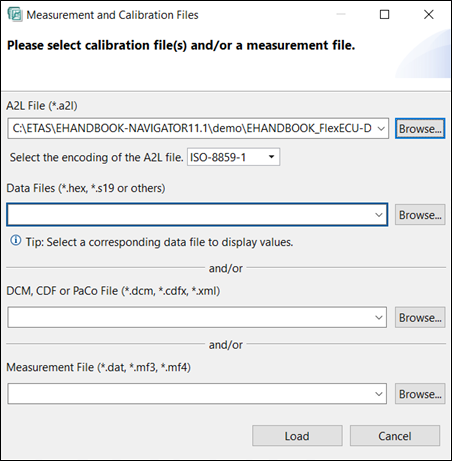 Measurement and Calibration Files
Please select calibration file(s) and/or a measurement file.
A2L File (*.a2l)
C:\ETAS\EHANDBOOK-NAVIGATOR11.1\demo\EHANDBOOK_FlexECU-D
Browse...
Select the encoding of the A2L file. ISO-8859-1
Data Files (*.hex, *.s19 or others)
Browse...
Tip: Select a corresponding data file to display values.
and/or
DCM, CDF or PaCo File (*.dcm, *.cdfx, *.xml)
Browse...
and/or
Measurement File (*.dat, *.mf3, *.mf4)
Browse...
Load Cancel